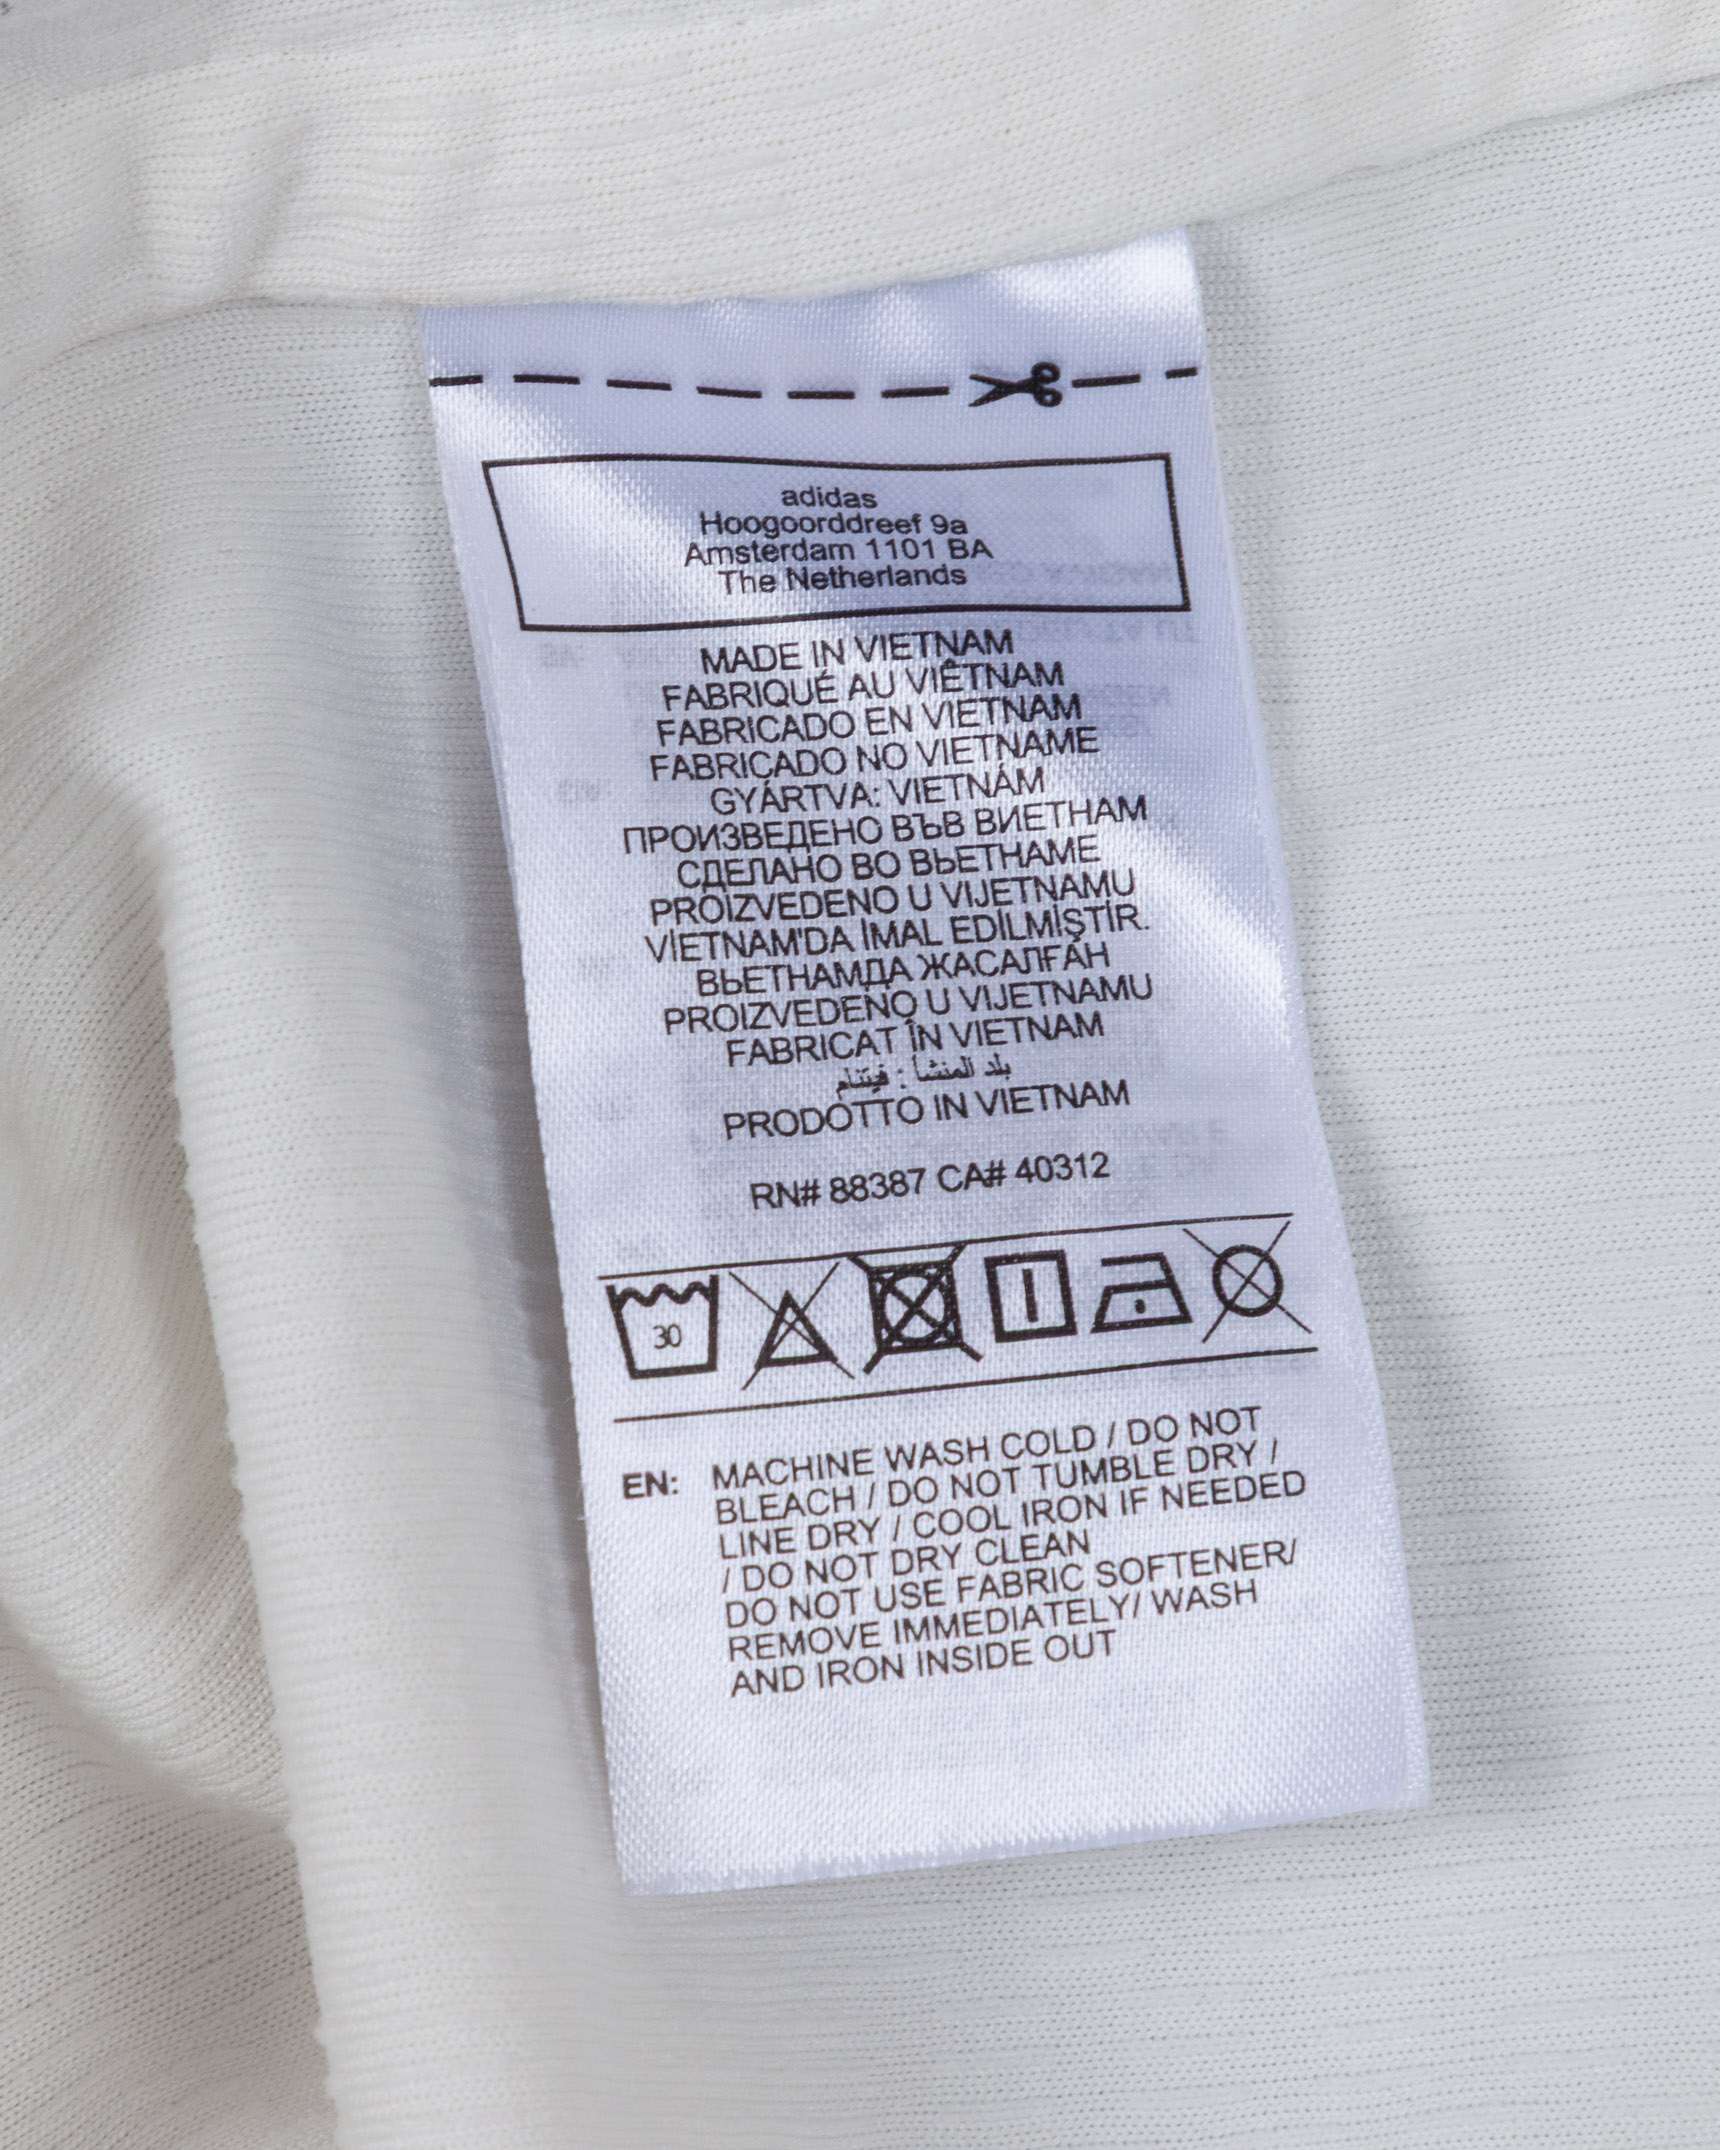 adidas
Hoogoorddreef 9a
Amsterdam 1101 BA
The Netherlands
MADE IN VIETNAM
FABRIQUÉ AU VIÊTNAM
FABRICADO EN VIETNAM
FABRICADO NO VIETNAME
GYÁRTVA: VIETNÁM
ПРОИЗВЕДЕНО ВЪВ ВИЕТНАМ
СДЕЛАНО ВО ВЬЕТНАМЕ
PROIZVEDENO U VIJETNAMU
VİETNAM'DA İMAL EDİLMİŞTİR.
ВЬЕТНАМДА ЖАСАЛҒАН
PROIZVEDENO U VIJETNAMU
FABRICAT ÎN VIETNAM
بلد المنشأ : فيتنام
PRODOTTO IN VIETNAM
RN# 88387 CA# 40312
30
EN: MACHINE WASH COLD / DO NOT
BLEACH / DO NOT TUMBLE DRY /
LINE DRY / COOL IRON IF NEEDED
/ DO NOT DRY CLEAN
DO NOT USE FABRIC SOFTENER/
REMOVE IMMEDIATELY/ WASH
AND IRON INSIDE OUT